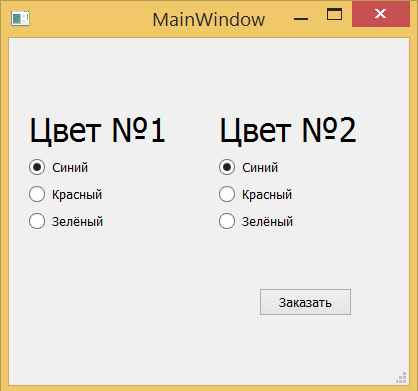 MainWindow
Цвет №1
Синий
Красный
Зелёный
Цвет №2
Синий
Красный
Зелёный
Заказать